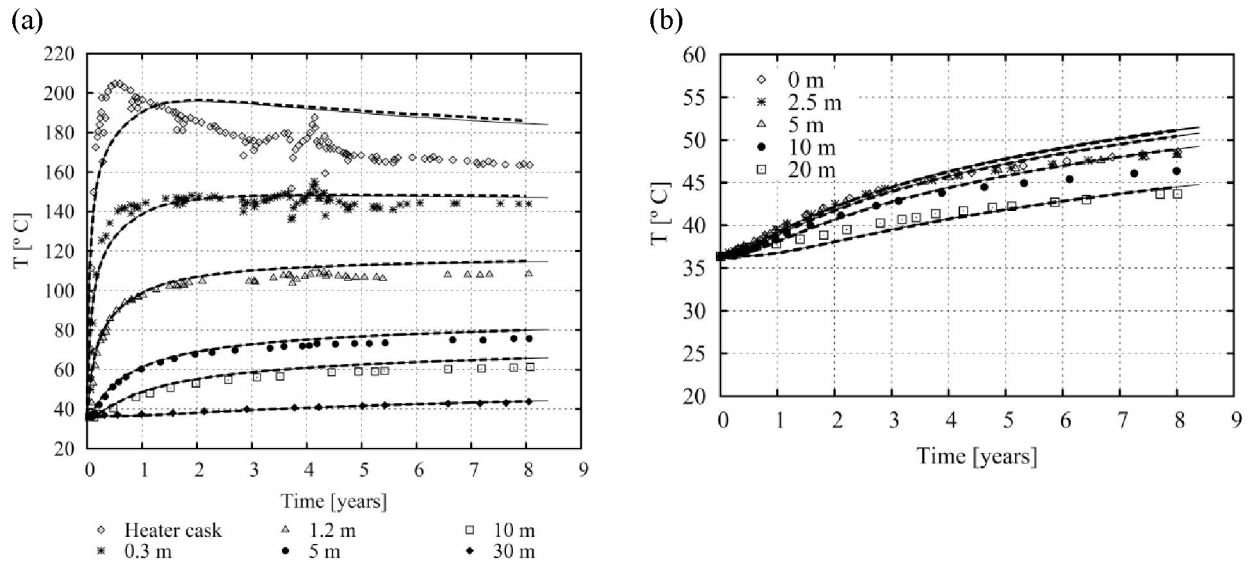 (a)
220
200
180
160
140
120
100
80
60
40
20
T [º C]
0 1 2 3 4 5 6 7 8 9
Time [years]
Heater cask 1.2 m 10 m
0.3 m 5 m 30 m
(b)
60
55
50
45
40
35
30
25
20
T [º C]
0 m
2.5 m
5 m
10 m
20 m
0 1 2 3 4 5 6 7 8 9
Time [years]